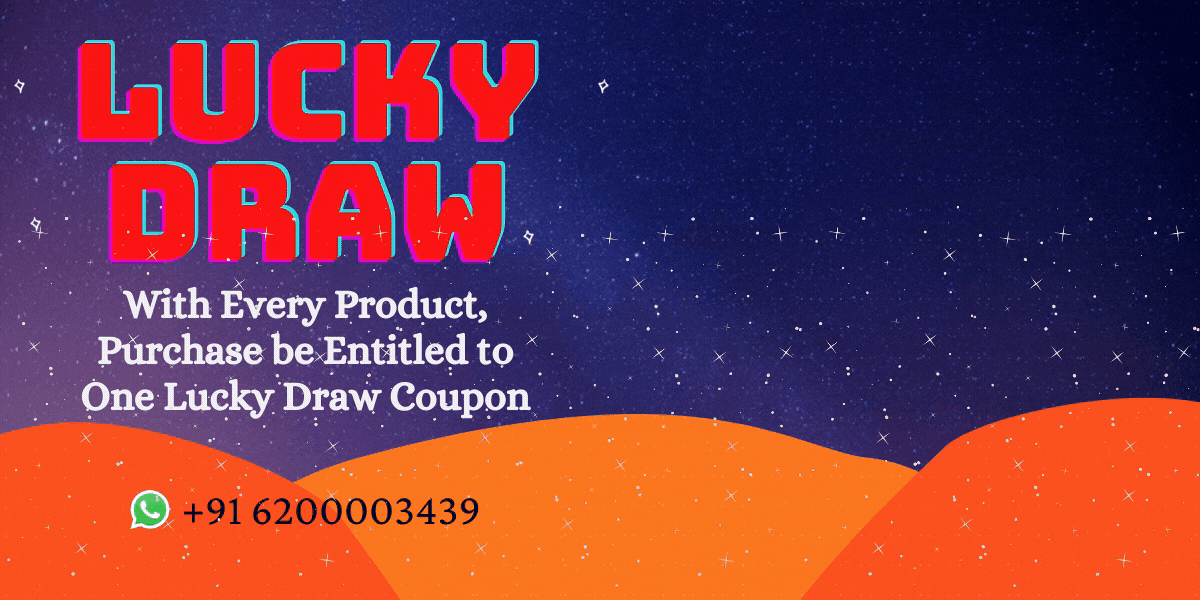 LUCKY
DRAW
With Every Product,
Purchase be Entitled to
One Lucky Draw Coupon
+91 6200003439